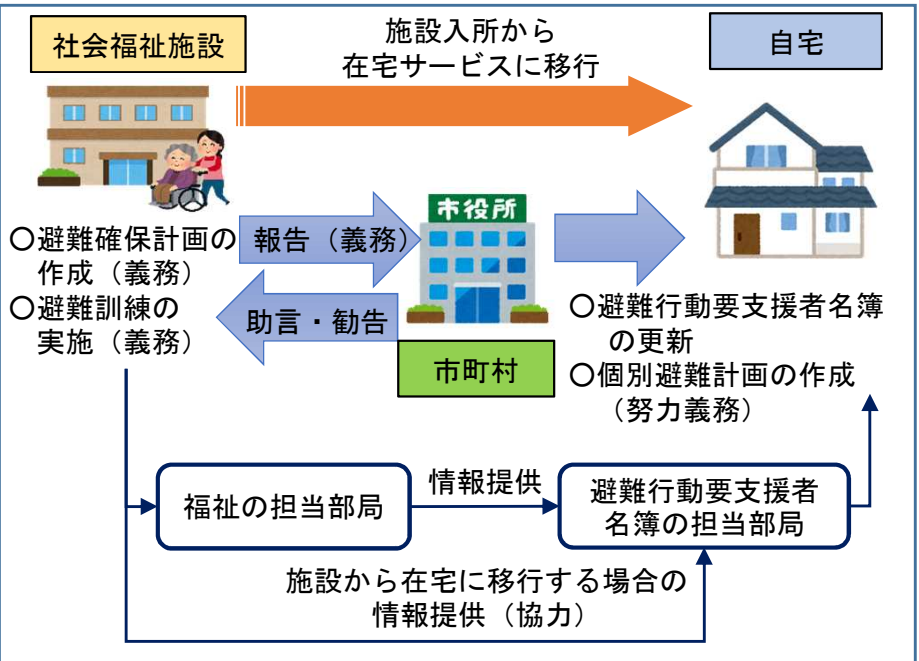 社会福祉施設
施設入所から
在宅サービスに移行
自宅
市役所
〇避難確保計画の
作成（義務）
〇避難訓練の
実施（義務）
報告（義務）
助言・勧告
市町村
〇避難行動要支援者名簿
の更新
〇個別避難計画の作成
（努力義務）
福祉の担当部局
情報提供
避難行動要支援者
名簿の担当部局
施設から在宅に移行する場合の
情報提供（協力）